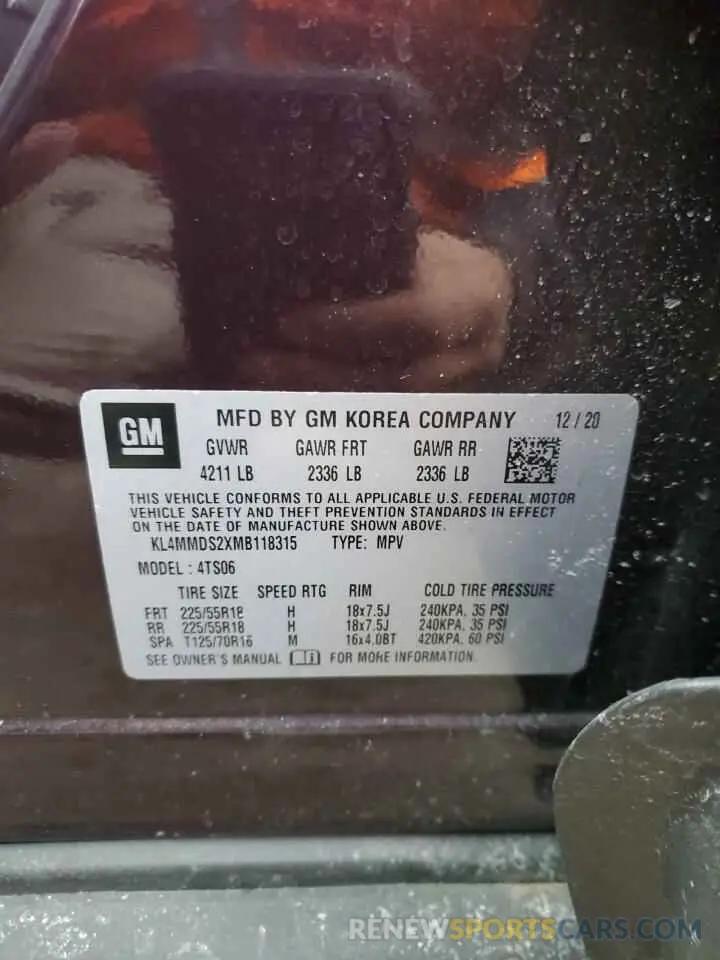 GM
MFD BY GM KOREA COMPANY 12 / 20
GVWR GAWR FRT GAWR RR
4211 LB 2336 LB 2336 LB
THIS VEHICLE CONFORMS TO ALL APPLICABLE U.S. FEDERAL MOTOR
VEHICLE SAFETY AND THEFT PREVENTION STANDARDS IN EFFECT
ON THE DATE OF MANUFACTURE SHOWN ABOVE.
KL4MMDS2XMB118315 TYPE: MPV
MODEL : 4TS06
TIRE SIZE SPEED RTG RIM COLD TIRE PRESSURE
FRT 225/55R18 H 18x7.5J 240KPA, 35 PSI
RR 225/55R18 H 18x7.5J 240KPA, 35 PSI
SPA T125/70R16 M 16x4.0BT 420KPA, 60 PSI
SEE OWNER'S MANUAL i FOR MORE INFORMATION.
RENEWSPORTSCARS.COM